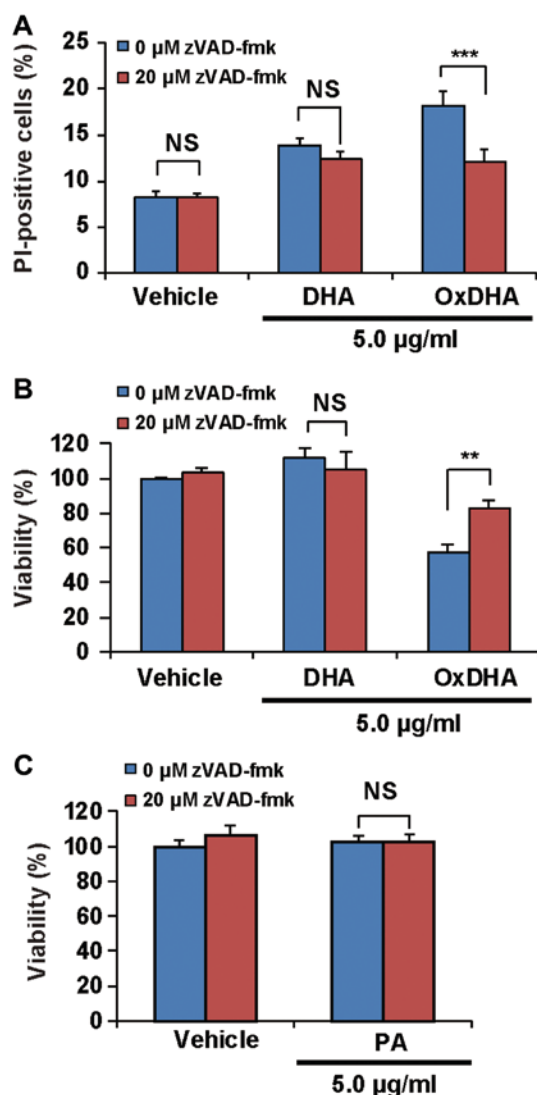 A
PI-positive cells (%)
25
20
15
10
5
0
0 µM zVAD-fmk
20 µM zVAD-fmk
NS
NS
***
Vehicle DHA OxDHA
5.0 µg/ml
B
Viability (%)
120
100
80
60
40
20
0
0 µM zVAD-fmk
20 µM zVAD-fmk
NS
**
Vehicle DHA OxDHA
5.0 µg/ml
C
Viability (%)
120
100
80
60
40
20
0
0 µM zVAD-fmk
20 µM zVAD-fmk
NS
Vehicle PA
5.0 µg/ml